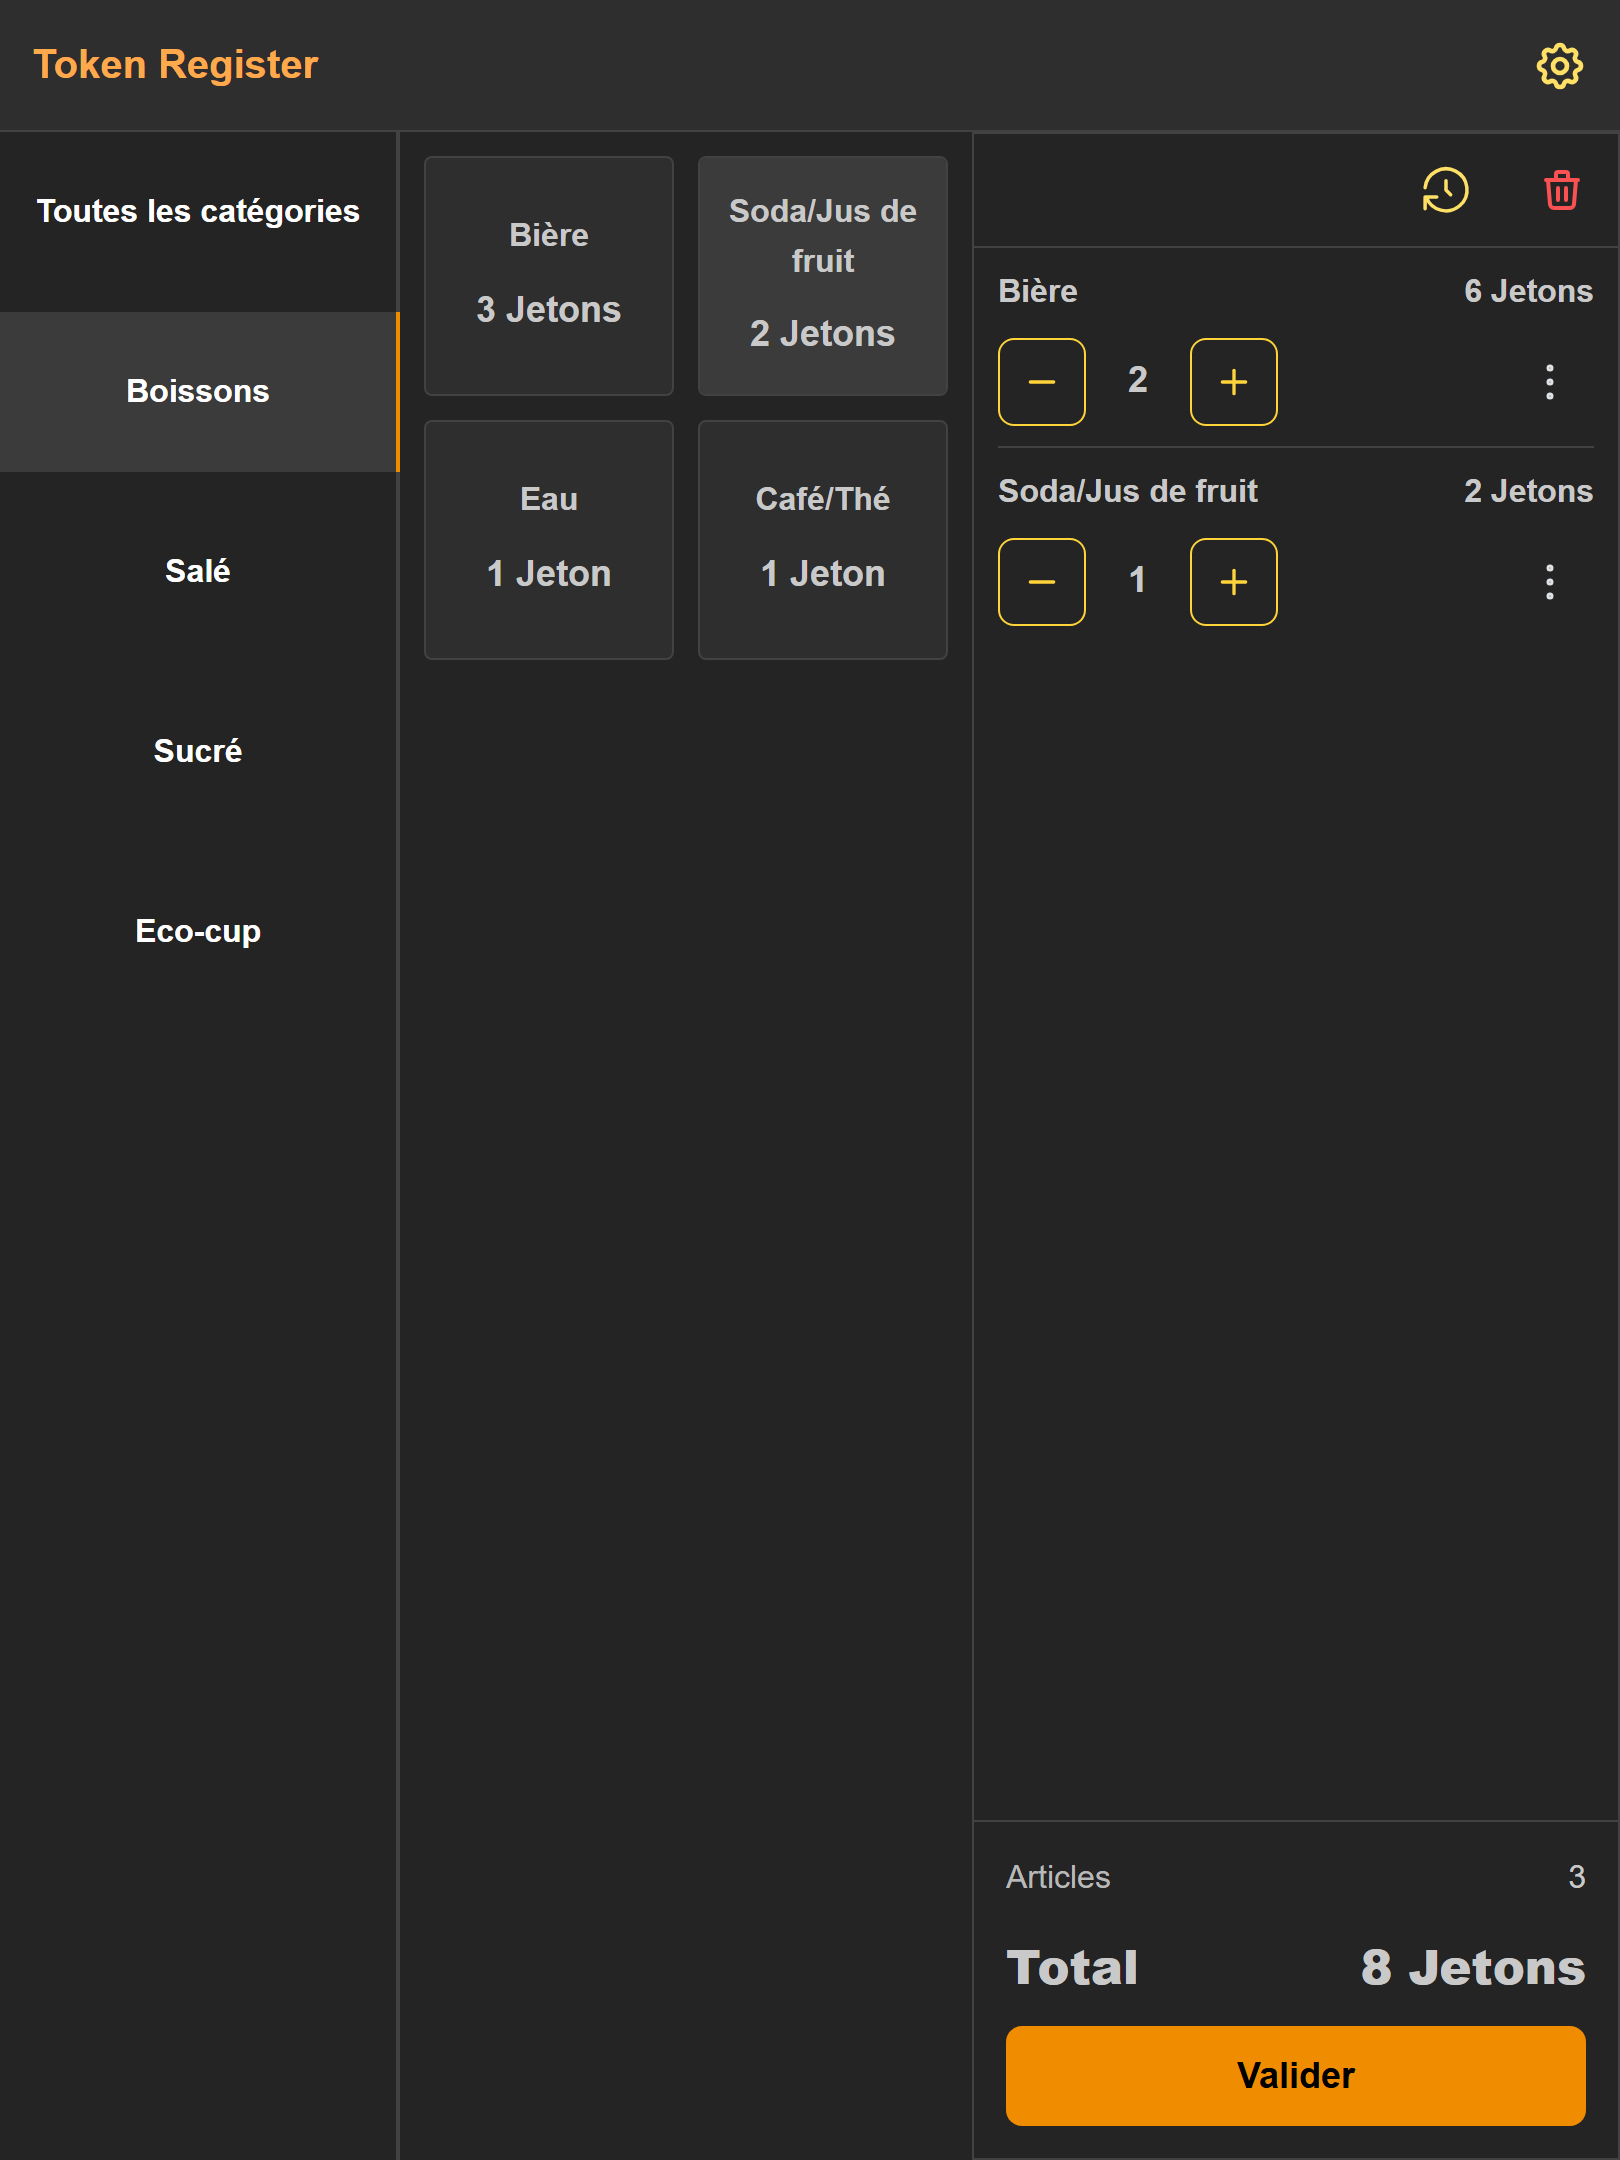 Token Register
Toutes les catégories
Boissons
Salé
Sucré
Eco-cup
Bière
3 Jetons
Soda/Jus de
fruit
2 Jetons
Eau
1 Jeton
Café/Thé
1 Jeton
Bière 6 Jetons
2
Soda/Jus de fruit 2 Jetons
1
Articles 3
Total 8 Jetons
Valider